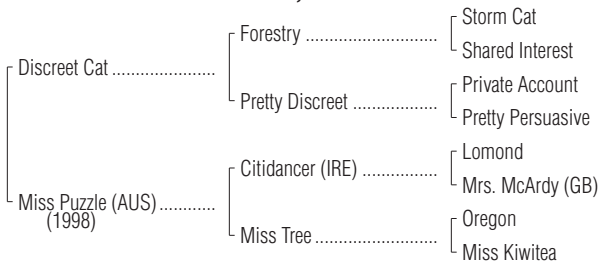 Storm Cat
Forestry ........................
Shared Interest
Discreet Cat ......................
Private Account
Pretty Discreet ...................
Pretty Persuasive
Lomond
Citidancer (IRE) .................
Mrs. McArdy (GB)
Miss Puzzle (AUS) ............
(1998)
Oregon
Miss Tree ...........................
Miss Kiwitea